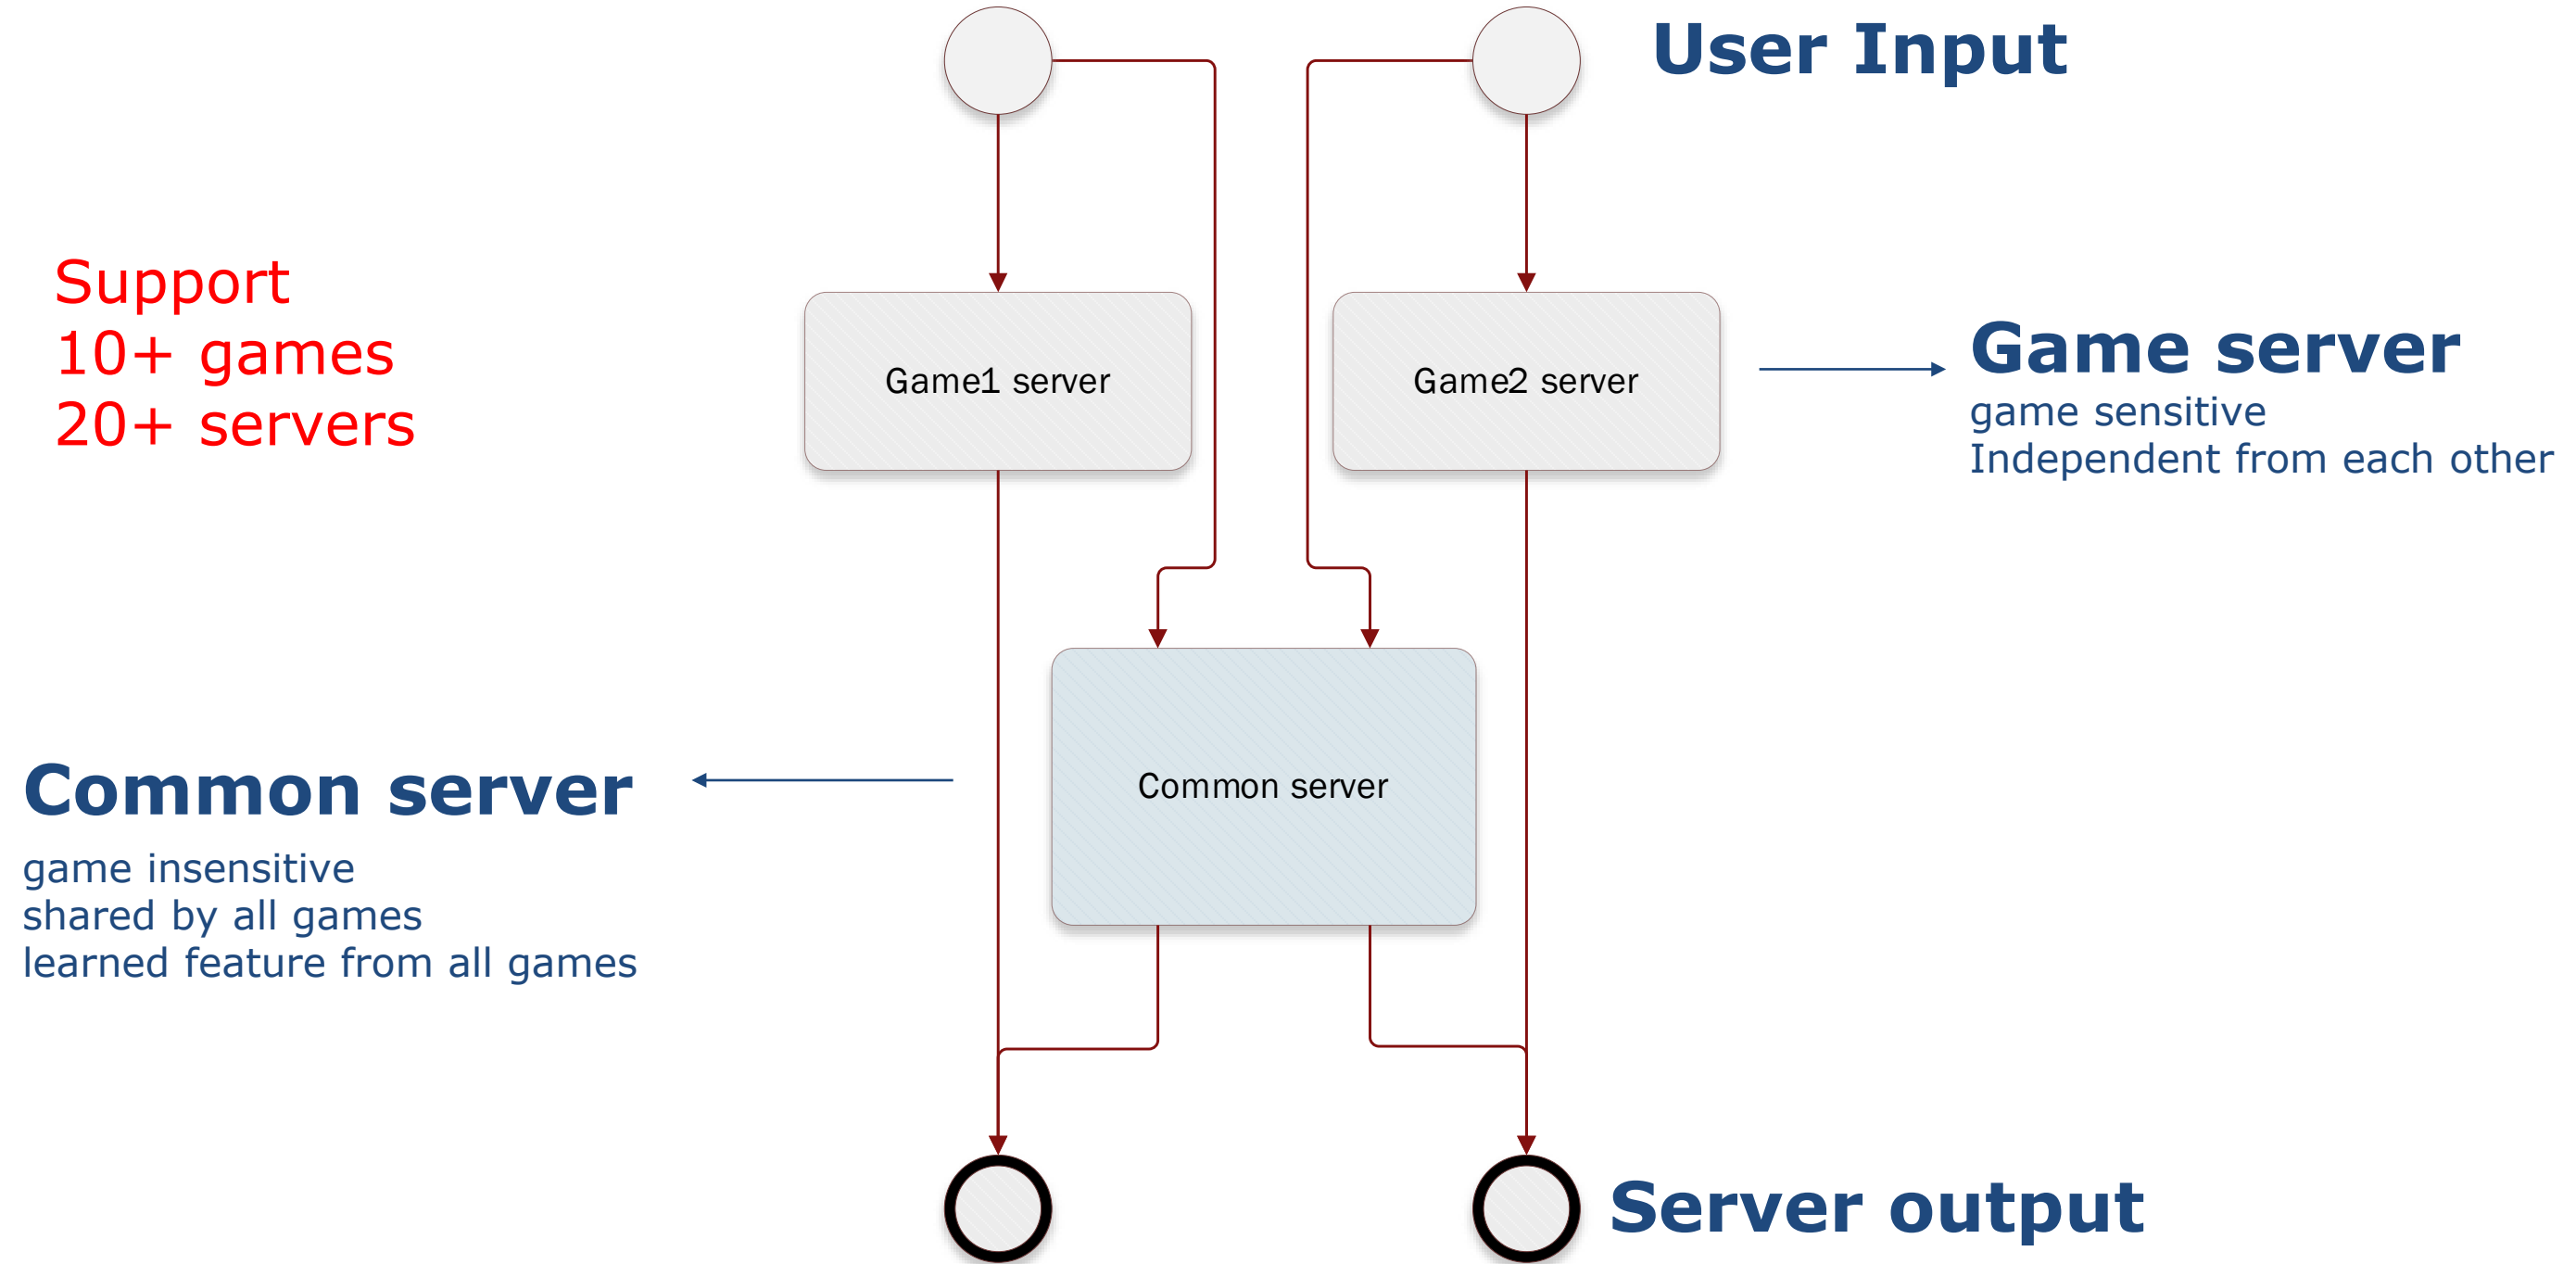 User Input
Support
10+ games
20+ servers
Game1 server
Game2 server
Game server
game sensitive
Independent from each other
Common server
game insensitive
shared by all games
learned feature from all games
Common server
Server output